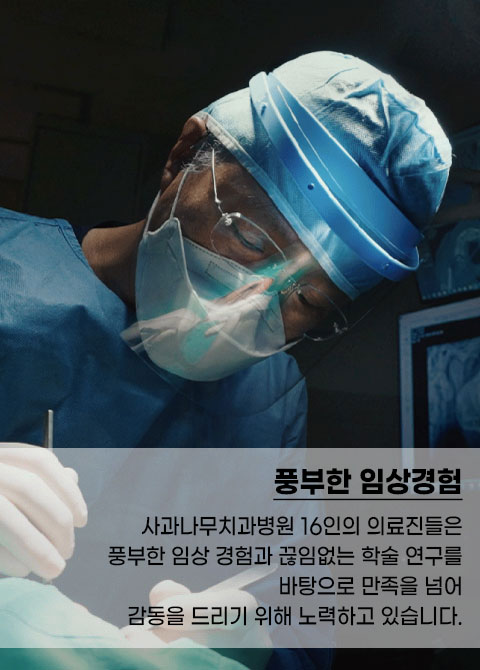 풍부한 임상경험
사과나무치과병원 16인의 의료진들은
풍부한 임상 경험과 끊임없는 학술 연구를
바탕으로 만족을 넘어
감동을 드리기 위해 노력하고 있습니다.